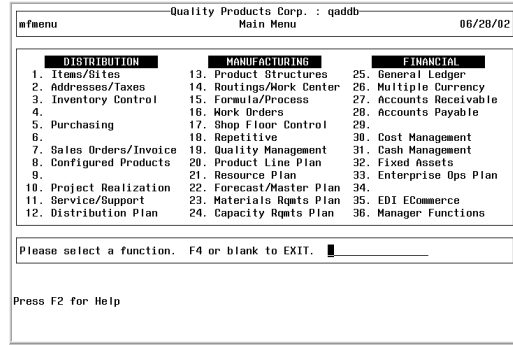 Quality Products Corp. : qaddb
mfmenu Main Menu 06/28/02
DISTRIBUTION MANUFACTURING FINANCIAL
1. Items/Sites 13. Product Structures 25. General Ledger
2. Addresses/Taxes 14. Routings/Work Center 26. Multiple Currency
3. Inventory Control 15. Formula/Process 27. Accounts Receivable
4. 16. Work Orders 28. Accounts Payable
5. Purchasing 17. Shop Floor Control 29.
6. 18. Repetitive 30. Cost Management
7. Sales Orders/Invoice 19. Quality Management 31. Cash Management
8. Configured Products 20. Product Line Plan 32. Fixed Assets
9. 21. Resource Plan 33. Enterprise Ops Plan
10. Project Realization 22. Forecast/Master Plan 34.
11. Service/Support 23. Materials Rqmts Plan 35. EDI ECommerce
12. Distribution Plan 24. Capacity Rqmts Plan 36. Manager Functions
Please select a function. F4 or blank to EXIT.
Press F2 for Help